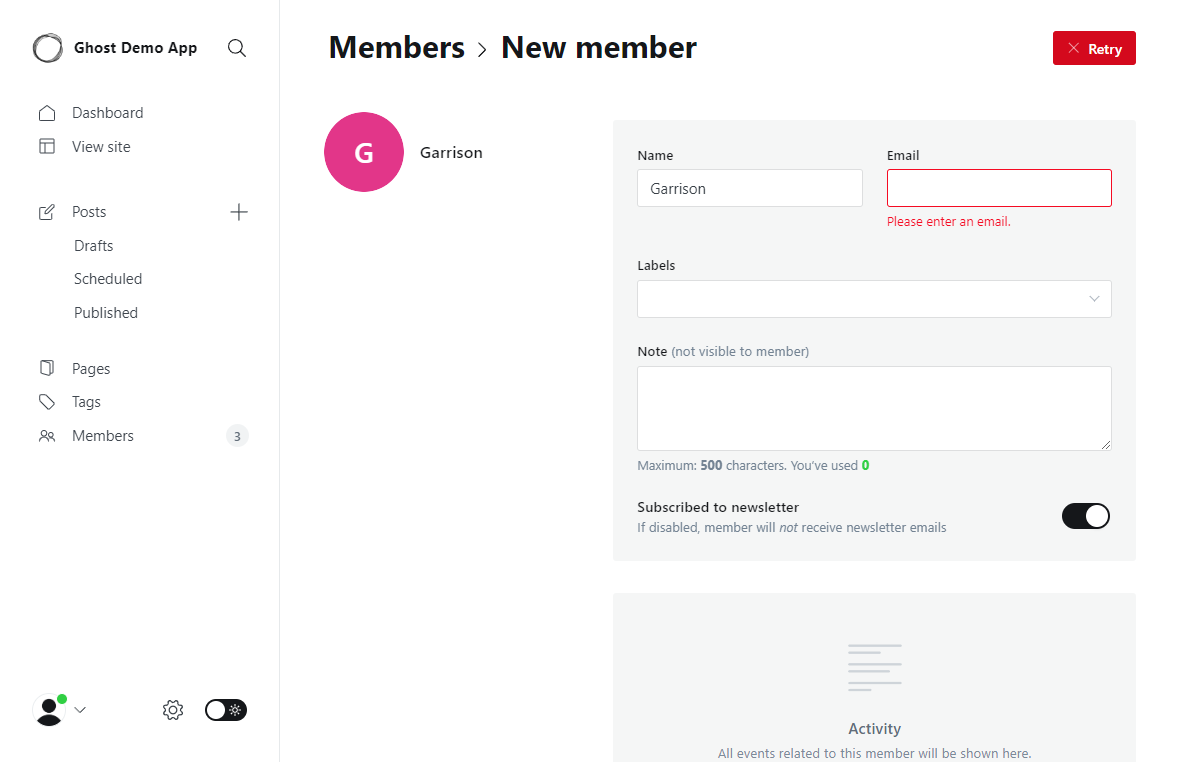 Ghost Demo App
Dashboard
View site
Posts
Drafts
Scheduled
Published
Pages
Tags
Members 3
Members > New member
Retry
G Garrison
Name Email
Garrison
Please enter an email.
Labels
Note (not visible to member)
Maximum: 500 characters. You've used 0
Subscribed to newsletter
If disabled, member will not receive newsletter emails
Activity
All events related to this member will be shown here.